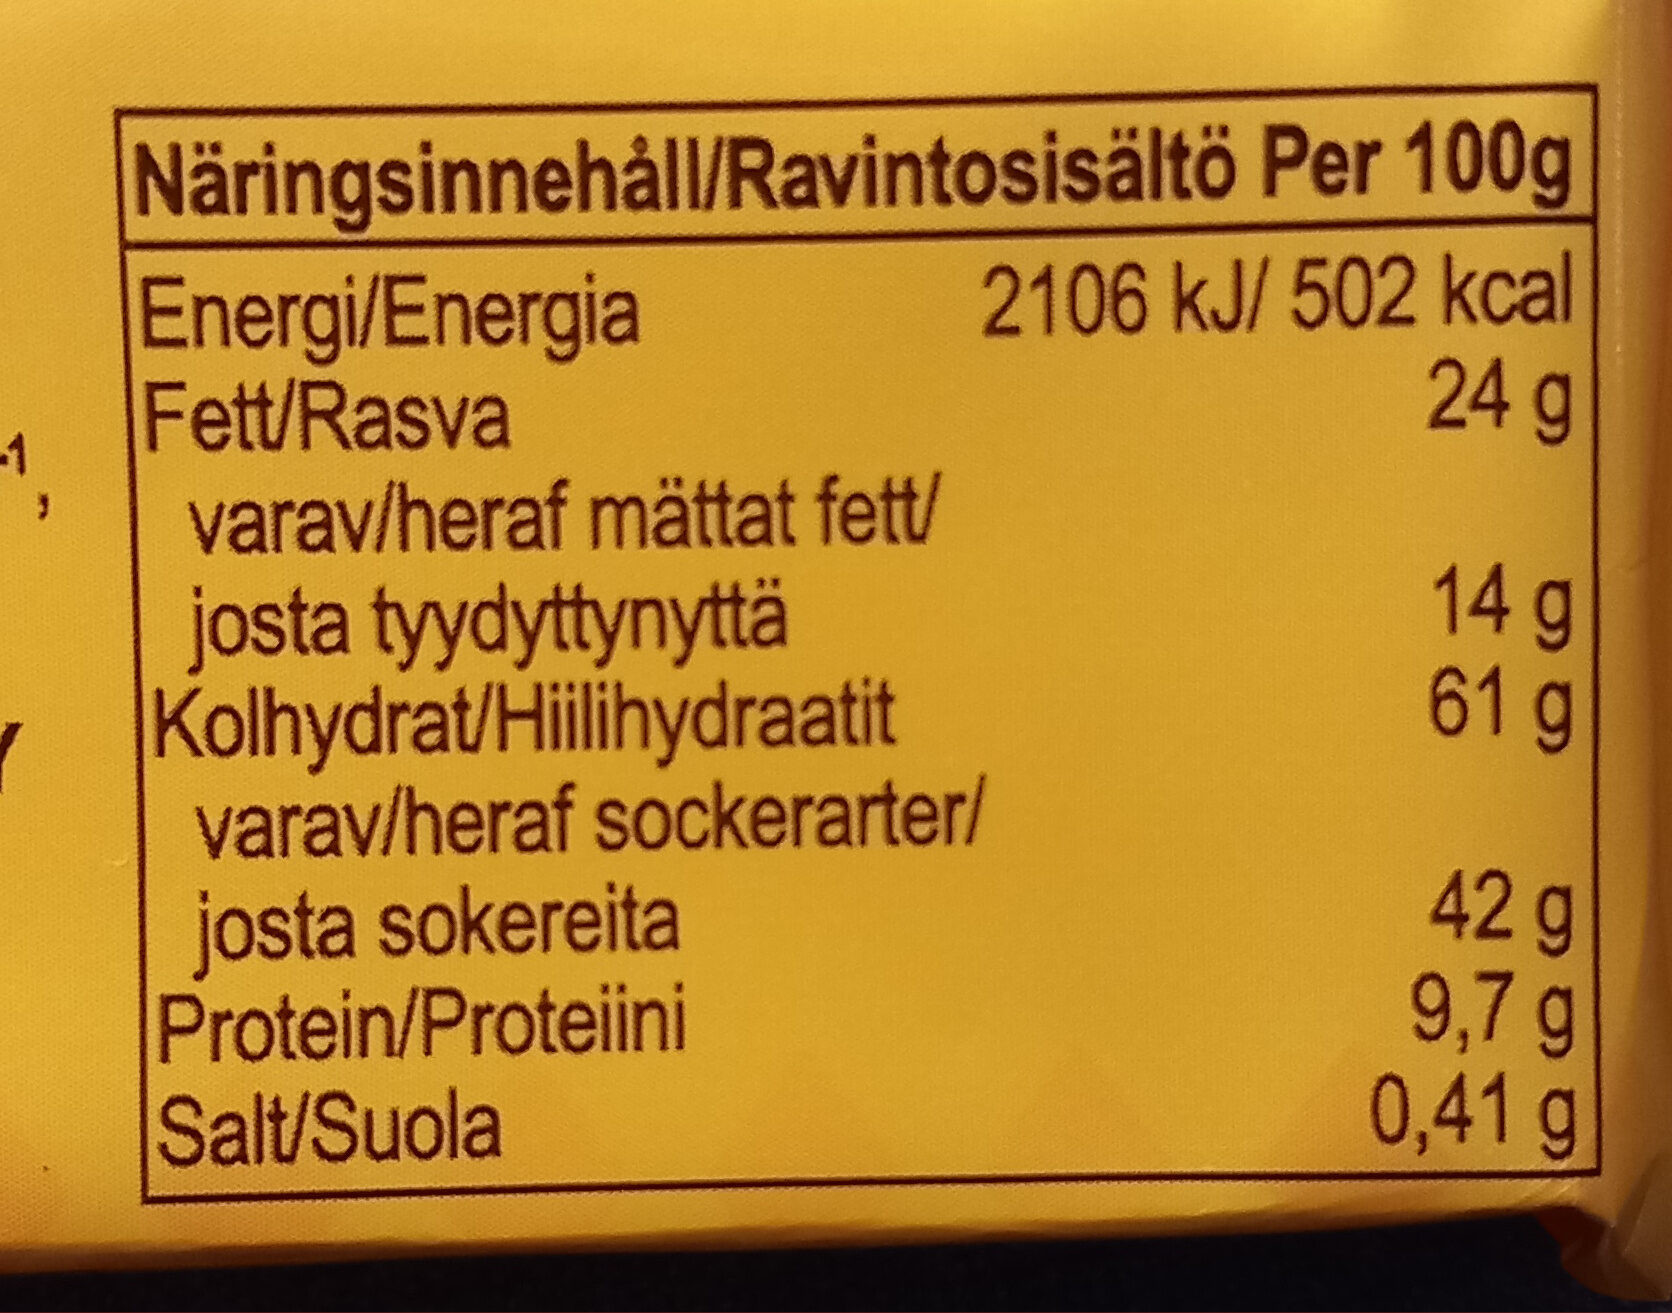 Näringsinnehåll/Ravintosisältö Per 100g
Energi/Energia 2106 kJ/ 502 kcal
Fett/Rasva 24 g
varav/heraf mättat fett/
josta tyydyttynyttä 14 g
Kolhydrat/Hiilihydraatit 61 g
varav/heraf sockerarter/
josta sokereita 42 g
Protein/Proteiini 9,7 g
Salt/Suola 0,41 g